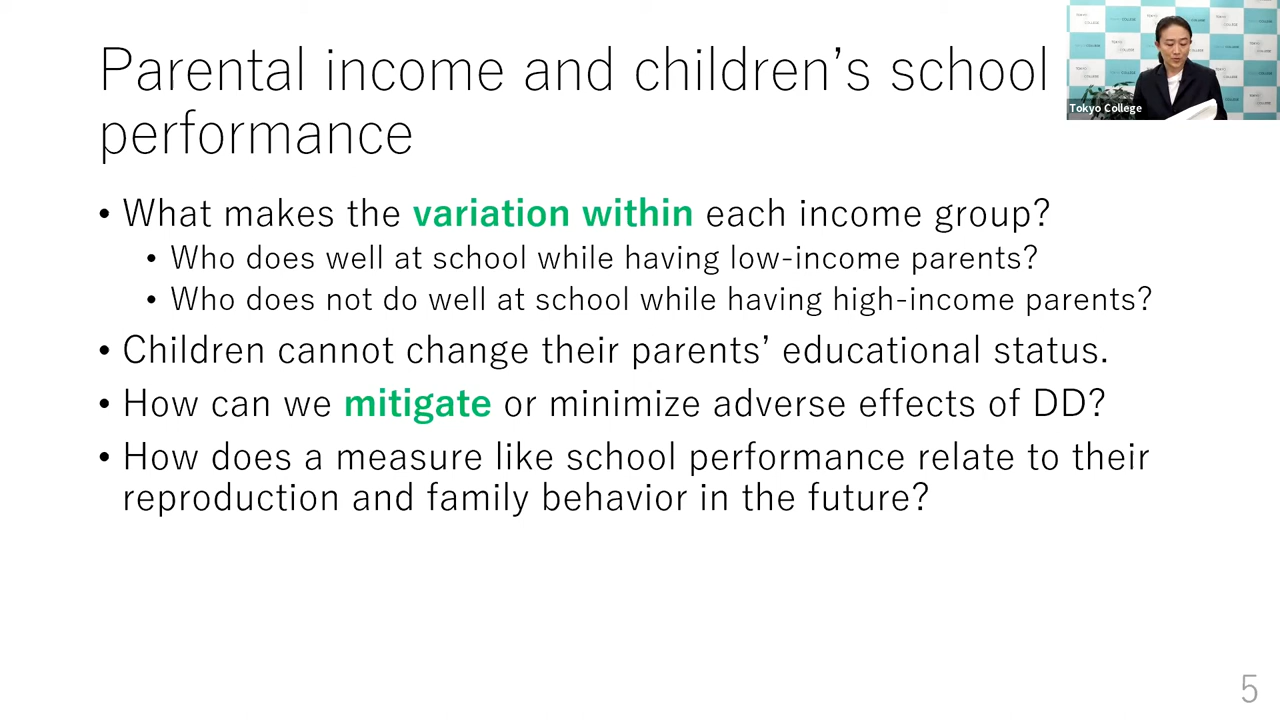 Parental income and children’s school
performance
• What makes the variation within each income group?
• Who does well at school while having low-income parents?
• Who does not do well at school while having high-income parents?
• Children cannot change their parents’ educational status.
• How can we mitigate or minimize adverse effects of DD?
• How does a measure like school performance relate to their
reproduction and family behavior in the future?
Tokyo College
5